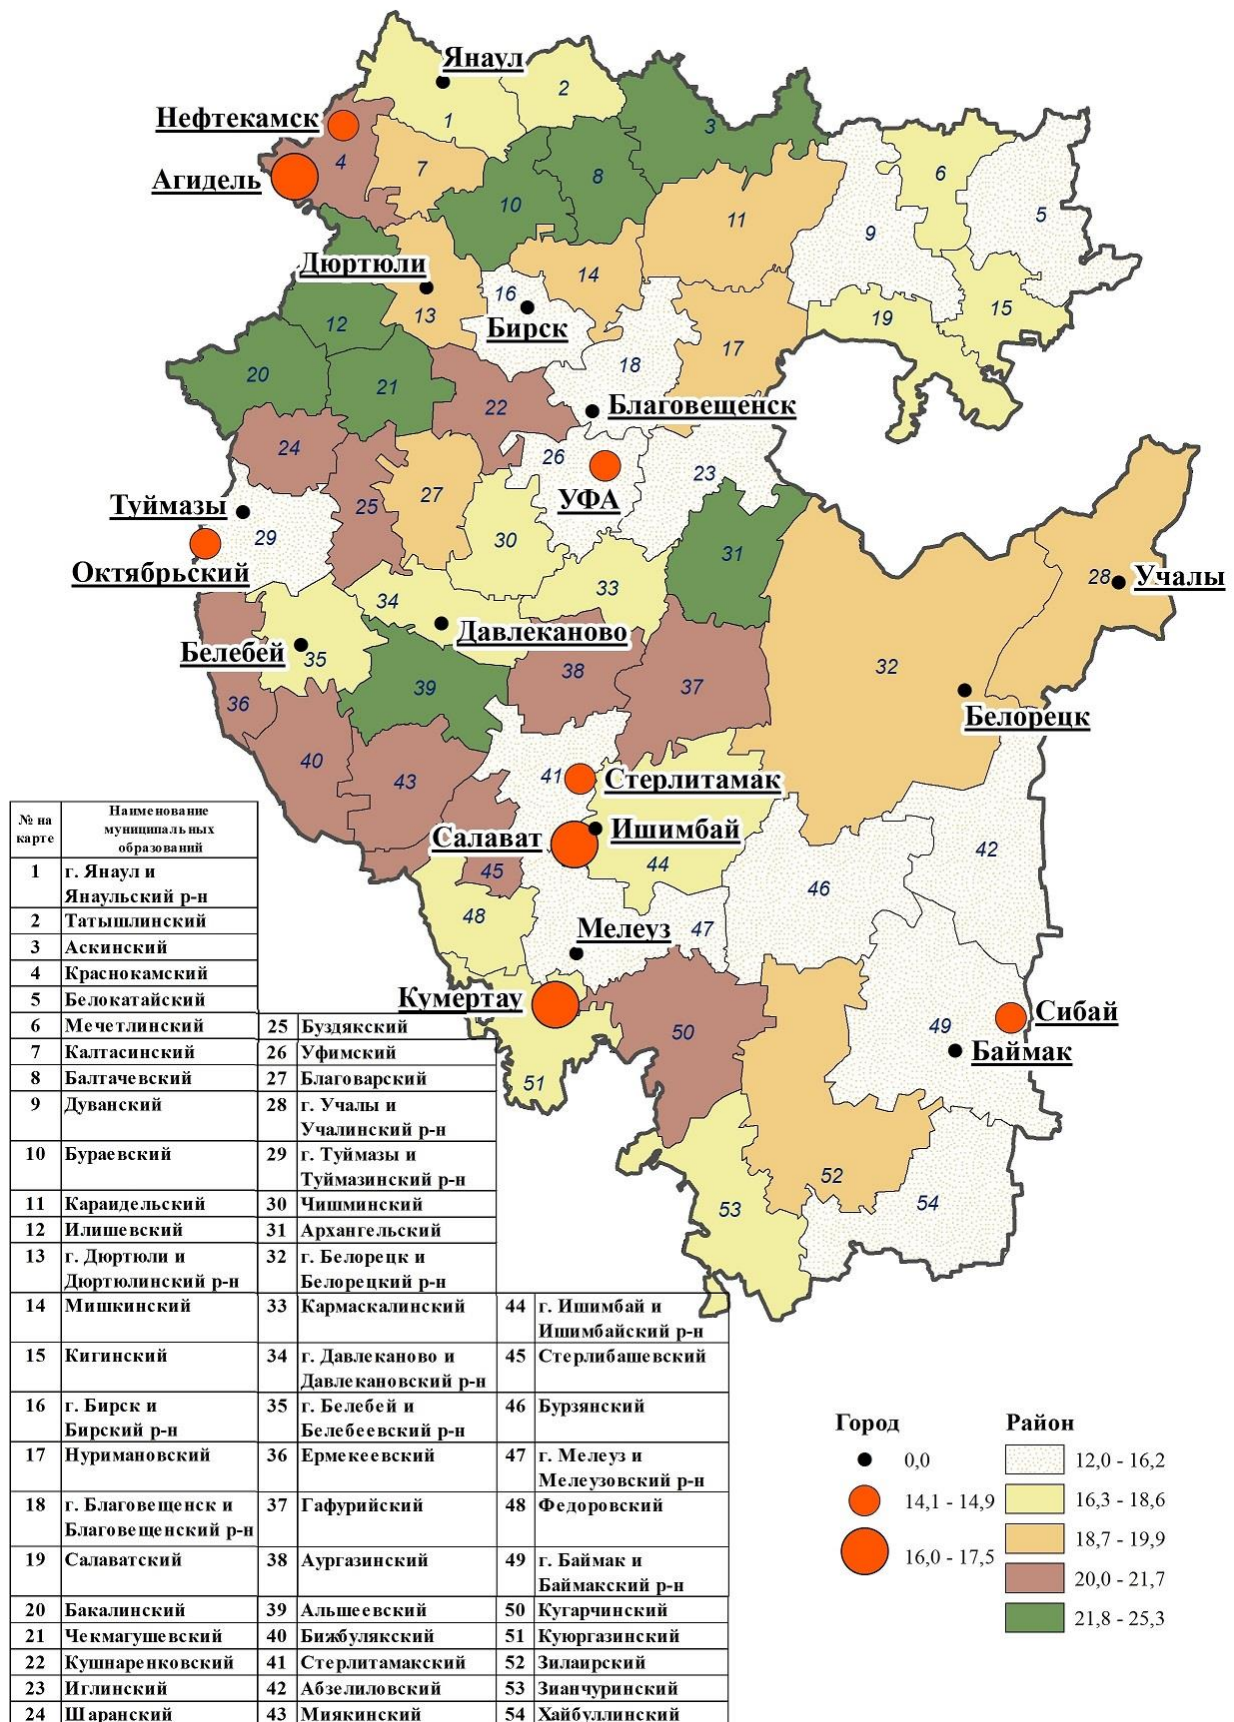 Янаул
2
1
3
Нефтекамск
4
7
8
6
Агидель
10
11
9
5
Дюртюли
14
16
15
13
12
Бирск
19
17
18
20
21
22
Благовещенск
24
26
23
27
25
УФА
Туймазы
29
30
31
Октябрьский
28
Учалы
33
34
Давлеканово
Белебей
35
38
32
39
37
36
Белорецк
40
43
41
Стерлитамак
Салават
Ишимбай
44
42
45
46
48
Мелеуз
47
Кумертау
50
49
Сибай
Баймак
51
52
53
54
№ на карте
Наименование
муниципальных
образований
1 г. Янаул и
Янаульский р-н
2 Татышлинский
3 Аскинский
4 Краснокамский
5 Белокатайский
6 Мечетлинский
7 Калтасинский
8 Балтачевский
9 Дуванский
10 Бураевский
11 Караидельский
12 Илишевский
13 г. Дюртюли и
Дюртюлинский р-н
14 Мишкинский
15 Кигинский
16 г. Бирск и
Бирский р-н
17 Нуримановский
18 г. Благовещенск и
Благовещенский р-н
19 Салаватский
20 Бакалинский
21 Чекмагушевский
22 Кушнаренковский
23 Иглинский
24 Шаранский
25 Буздякский
26 Уфимский
27 Благоварский
28 г. Учалы и
Учалинский р-н
29 г. Туймазы и
Туймазинский р-н
30 Чишминский
31 Архангельский
32 г. Белорецк и
Белорецкий р-н
33 Кармаскалинский
34 г. Давлеканово и
Давлекановский р-н
35 г. Белебей и
Белебеевский р-н
36 Ермекеевский
37 Гафурийский
38 Аургазинский
39 Альшеевский
40 Бижбулякский
41 Стерлитамакский
42 Абзелиловский
43 Миякинский
44 г. Ишимбай и
Ишимбайский р-н
45 Стерлибашевский
46 Бурзянский
47 г. Мелеуз и
Мелеузовский р-н
48 Федоровский
49 г. Баймак и
Баймакский р-н
50 Кугарчинский
51 Куюргазинский
52 Зилаирский
53 Зианчуринский
54 Хайбуллинский
Город
0,0
14,1 - 14,9
16,0 - 17,5
Район
12,0 - 16,2
16,3 - 18,6
18,7 - 19,9
20,0 - 21,7
21,8 - 25,3